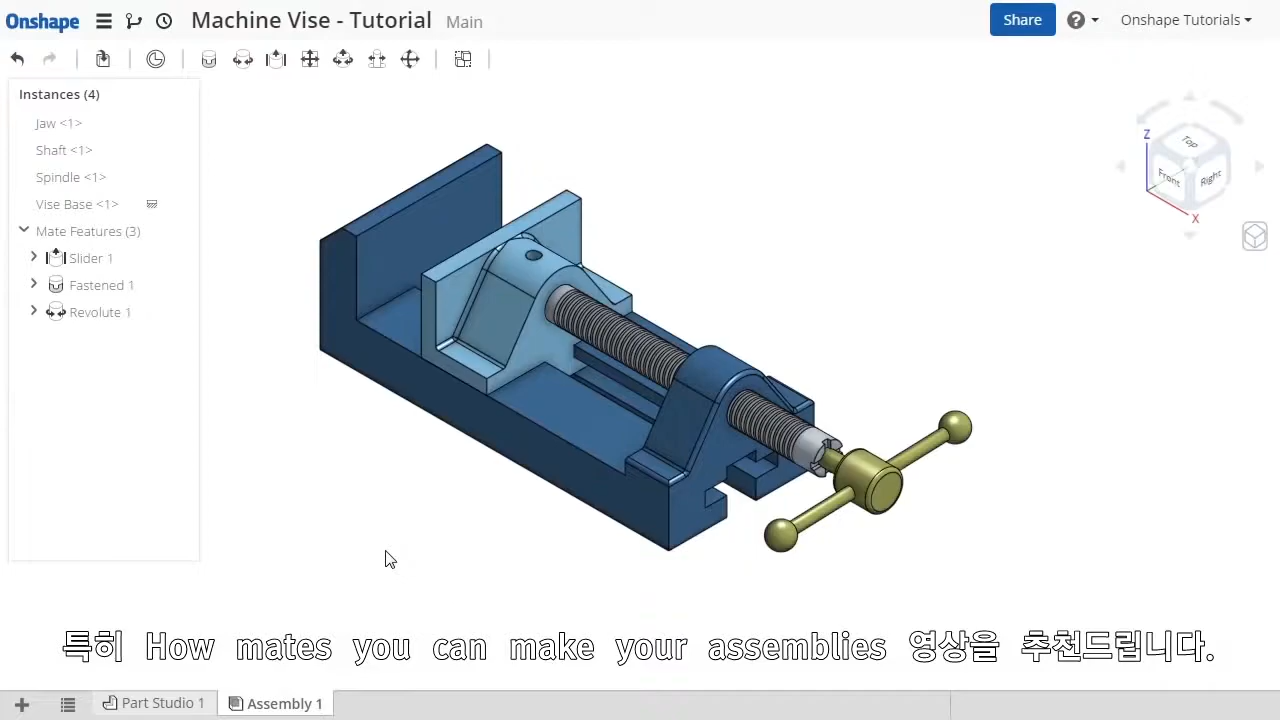 Onshape
Machine Vise - Tutorial
Main
Share
Onshape Tutorials
Instances (4)
Jaw <1>
Shaft <1>
Spindle <1>
Vise Base <1>
Mate Features (3)
Slider 1
Fastened 1
Revolute 1
Z
Top
Front
Right
X
특히 How mates you can make your assemblies 영상을 추천드립니다.
Part Studio 1
Assembly 1